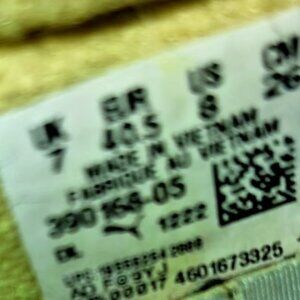 UK EUR US CM
7 40.5 8 26
MADE IN VIETNAM
FABRIQUE AU VIETNAM
390168-05
1222
4601673325